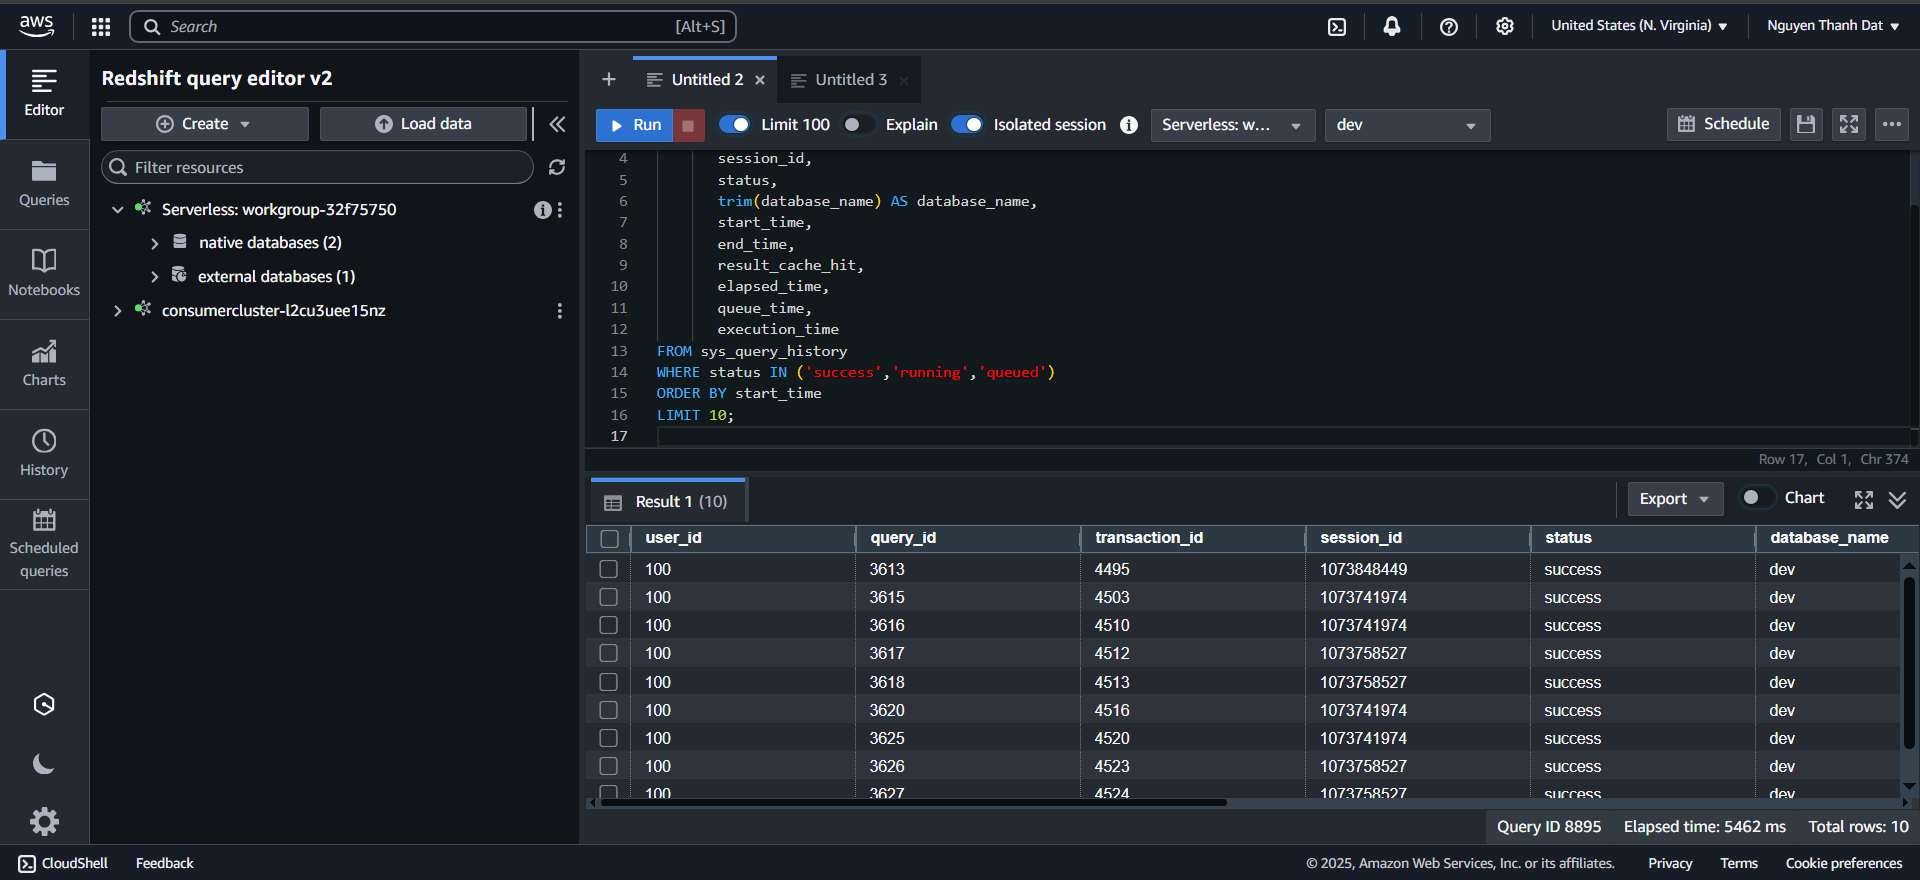 aws
Search [Alt+S]
United States (N. Virginia)
Nguyen Thanh Dat
Editor
Queries
Notebooks
Charts
History
Scheduled queries
Redshift query editor v2
Create
Load data
Filter resources
Serverless: workgroup-32f75750
native databases (2)
external databases (1)
consumercluster-l2cu3uee15nz
Untitled 2
Untitled 3
Run
Limit 100
Explain
Isolated session
Serverless: w...
dev
Schedule
4 session_id,
5 status,
6 trim(database_name) AS database_name,
7 start_time,
8 end_time,
9 result_cache_hit,
10 elapsed_time,
11 queue_time,
12 execution_time
13 FROM sys_query_history
14 WHERE status IN ('success','running','queued')
15 ORDER BY start_time
16 LIMIT 10;
17
Row 17, Col 1, Chr 374
Result 1 (10)
Export
Chart
user_id query_id transaction_id session_id status database_name
100 3613 4495 1073848449 success dev
100 3615 4503 1073741974 success dev
100 3616 4510 1073741974 success dev
100 3617 4512 1073758527 success dev
100 3618 4513 1073758527 success dev
100 3620 4516 1073741974 success dev
100 3625 4520 1073741974 success dev
100 3626 4523 1073758527 success dev
100 3627 4524 1073758527 success dev
Query ID 8895 Elapsed time: 5462 ms Total rows: 10
CloudShell Feedback © 2025, Amazon Web Services, Inc. or its affiliates. Privacy Terms Cookie preferences